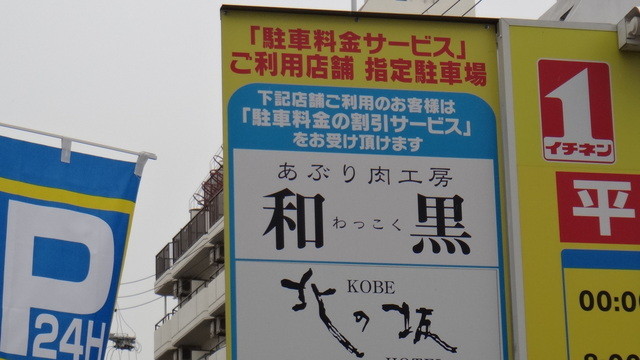 「駐車料金サービス」
ご利用店舗 指定駐車場
下記店舗ご利用のお客様は
「駐車料金の割引サービス」
をお受け頂けます
あぶり肉工房
和 わっこく 黒
KOBE
北の坂
HOTEL
1
イチネン
平
00:00
P
24H